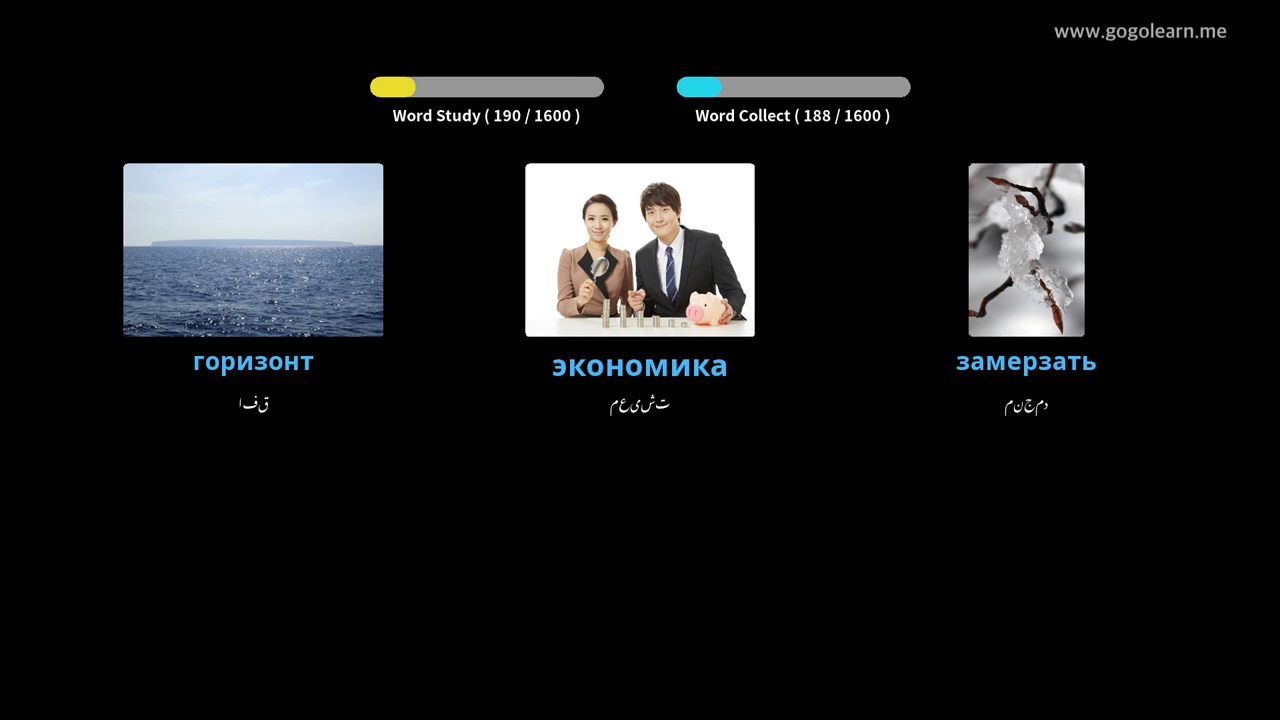 www.gogolearn.me
Word Study ( 190 / 1600 )
Word Collect ( 188 / 1600 )
горизонт
экономика
замерзать
افق
معیشت
منجمد